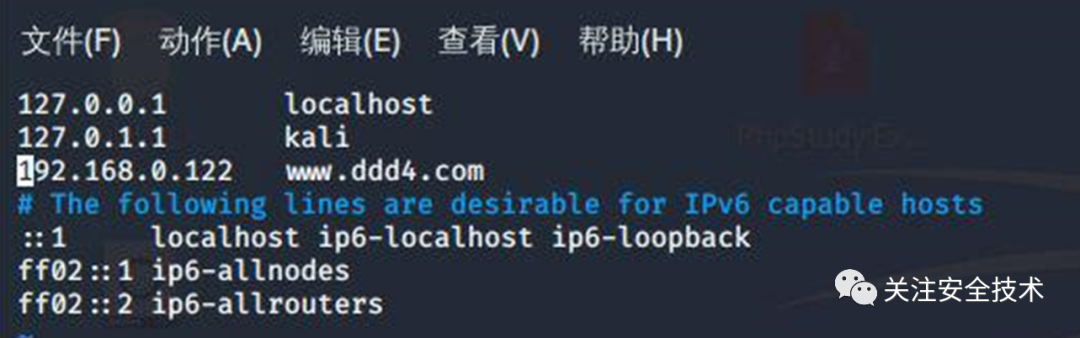 文件(F) 动作(A) 编辑(E) 查看(V) 帮助(H)
127.0.0.1 localhost
127.0.1.1 kali
192.168.0.122 www.ddd4.com
# The following lines are desirable for IPv6 capable hosts
::1 localhost ip6-localhost ip6-loopback
ff02::1 ip6-allnodes
ff02::2 ip6-allrouters
~
关注安全技术